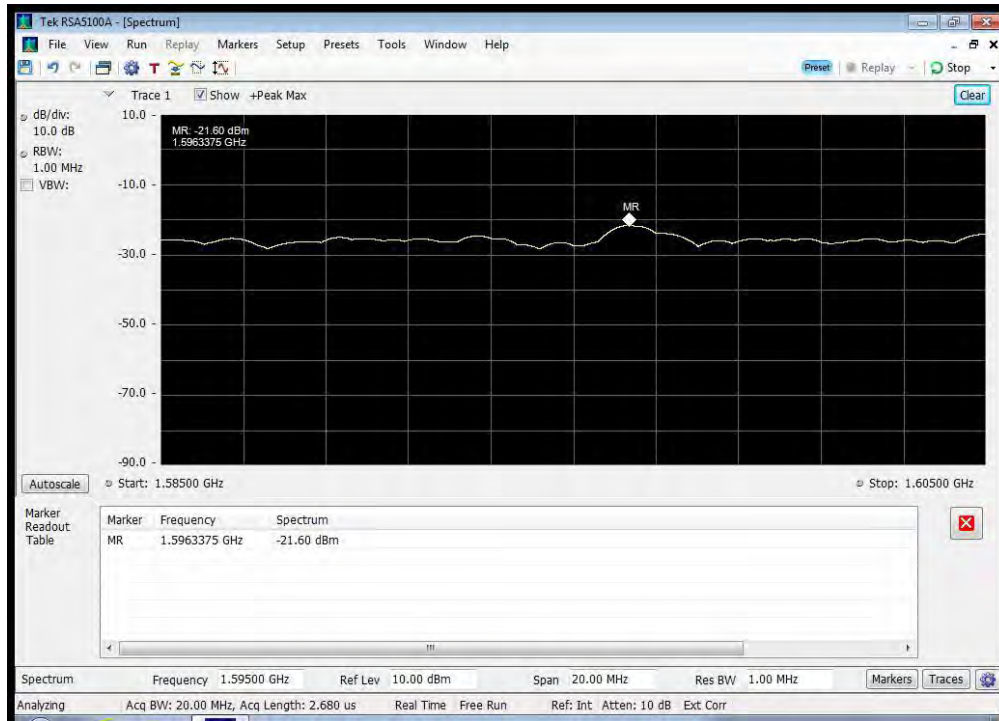 Tek RSA5100A - [Spectrum]
File View Run Replay Markers Setup Presets Tools Window Help
T
Preset Replay Stop
Trace 1 Show +Peak Max Clear
dB/div:
10.0 dB
RBW:
1.00 MHz
VBW:
10.0
-10.0
-30.0
-50.0
-70.0
-90.0
MR: -21.60 dBm
1.5963375 GHz
MR
Autoscale Start: 1.58500 GHz Stop: 1.60500 GHz
Marker
Readout
Table
Marker Frequency Spectrum
MR 1.5963375 GHz -21.60 dBm
Spectrum Frequency 1.59500 GHz Ref Lev 10.00 dBm Span 20.00 MHz Res BW 1.00 MHz Markers Traces
Analyzing Acq BW: 20.00 MHz, Acq Length: 2.680 us Real Time Free Run Ref: Int Atten: 10 dB Ext Corr